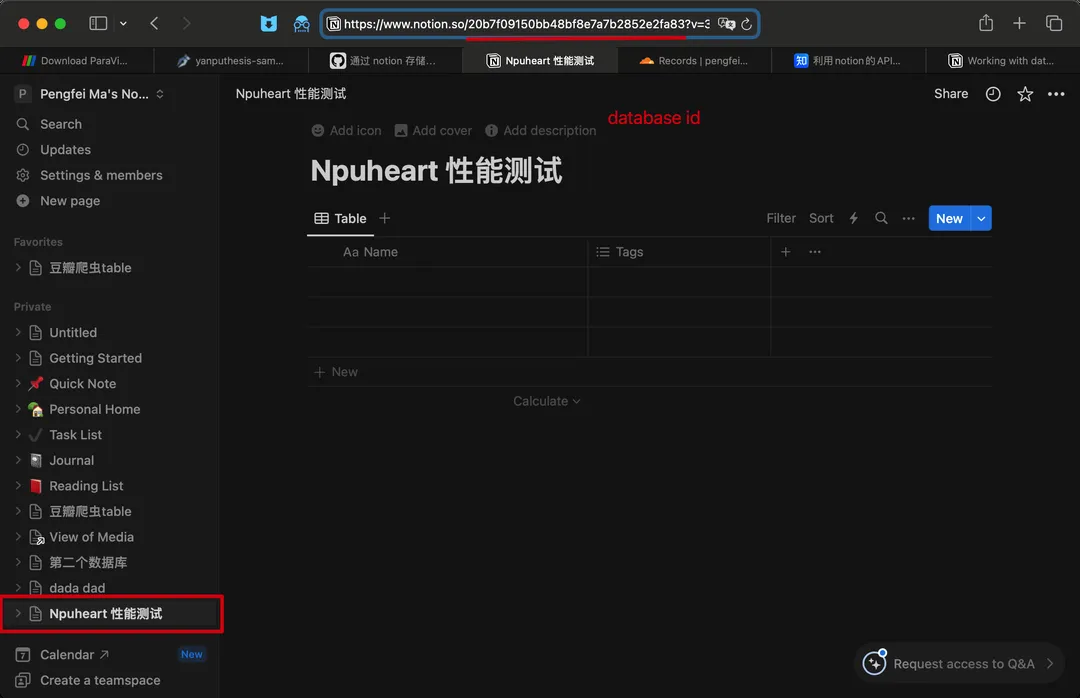 https://www.notion.so/20b7f09150bb48bf8e7a7b2852e2fa83?v=3
Download ParaVi...
yanputhesis-sam...
通过 notion 存储...
Npuheart 性能测试
Records | pengfei...
利用notion的API...
Working with dat...
P Pengfei Ma's No...
Npuheart 性能测试
Share
Search
Updates
Settings & members
New page
Favorites
豆瓣爬虫table
Private
Untitled
Getting Started
Quick Note
Personal Home
Task List
Journal
Reading List
豆瓣爬虫table
View of Media
第二个数据库
dada dad
Npuheart 性能测试
7 Calendar ↗ New
Create a teamspace
database id
Add icon Add cover Add description
Npuheart 性能测试
Table
Filter Sort New
Aa Name Tags
New
Calculate
Request access to Q&A